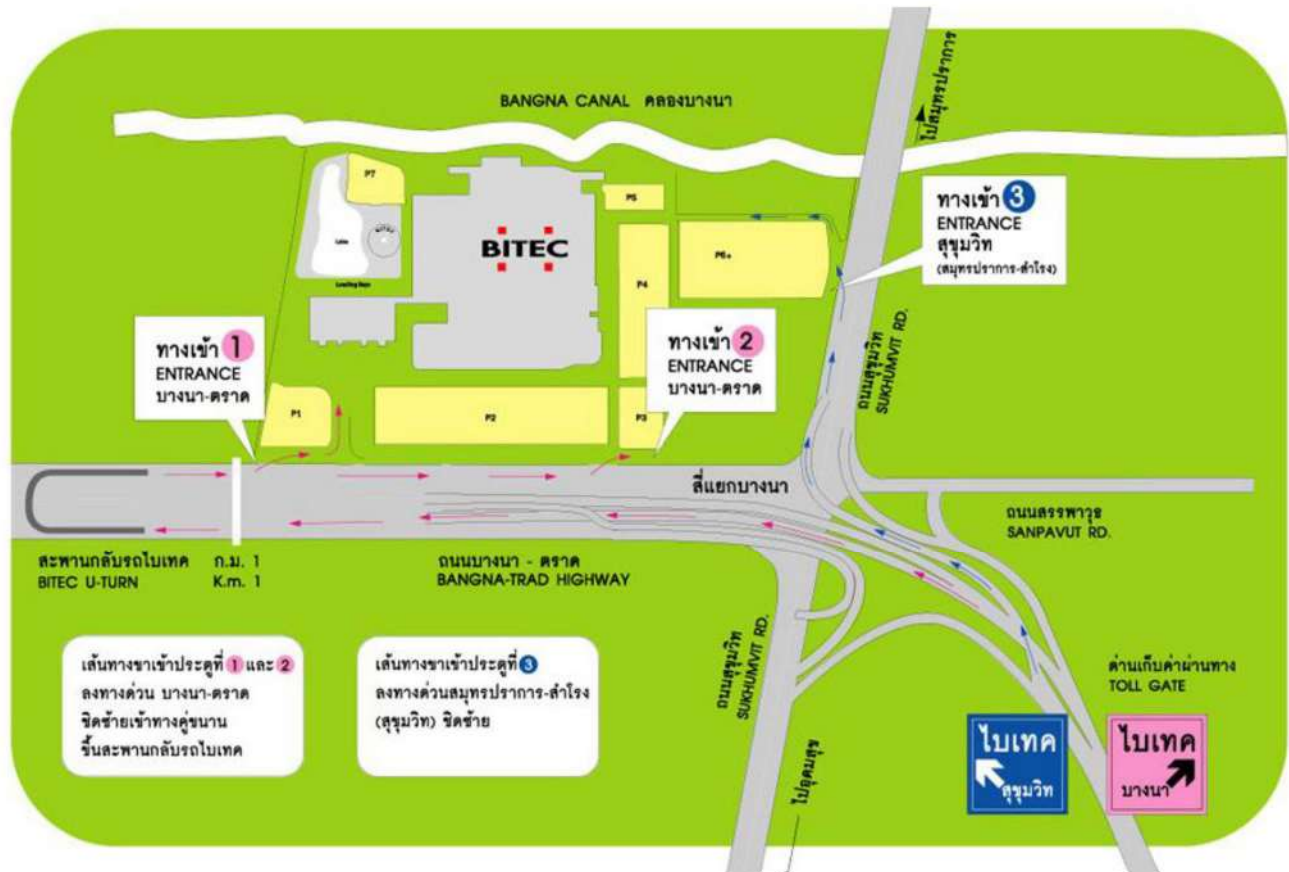 BANGNA CANAL คลองบางนา
ไปสมุทรปราการ
P7
P5
ทางเข้า 3
ENTRANCE
สุขุมวิท
(สมุทรปราการ-สำโรง)
BITEC
Lake
BITEC
P6a
P4
Loading Bays
ทางเข้า 1
ENTRANCE
บางนา-ตราด
ทางเข้า 2
ENTRANCE
บางนา-ตราด
ถนนสุขุมวิท
SUKHUMVIT RD.
P1
P2
P3
สี่แยกบางนา
ถนนสรรพาวุธ
SANPAVUT RD.
สะพานกลับรถไบเทค
BITEC U-TURN
ก.ม. 1
K.m. 1
ถนนบางนา - ตราด
BANGNA-TRAD HIGHWAY
ถนนสุขุมวิท
SUKHUMVIT RD.
เส้นทางขาเข้าประตูที่ 1 และ 2
ลงทางด่วน บางนา-ตราด
ชิดซ้ายเข้าทางคู่ขนาน
ขึ้นสะพานกลับรถไบเทค
เส้นทางขาเข้าประตูที่ 3
ลงทางด่วนสมุทรปราการ-สำโรง
(สุขุมวิท) ชิดซ้าย
ด่านเก็บค่าผ่านทาง
TOLL GATE
ไบเทค
สุขุมวิท
ไบเทค
บางนา
ไปอุดมสุข